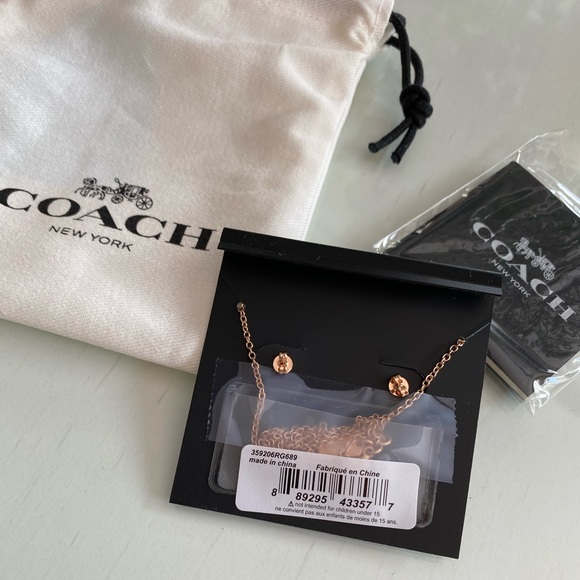 COACH
NEW YORK
COACH
NEW YORK
359206RG689
made in china
Fabriqué en Chine
8 89295 43357 7
⚠ not intended for children under 15
ne convient pas aux enfants de moins de 15 ans.